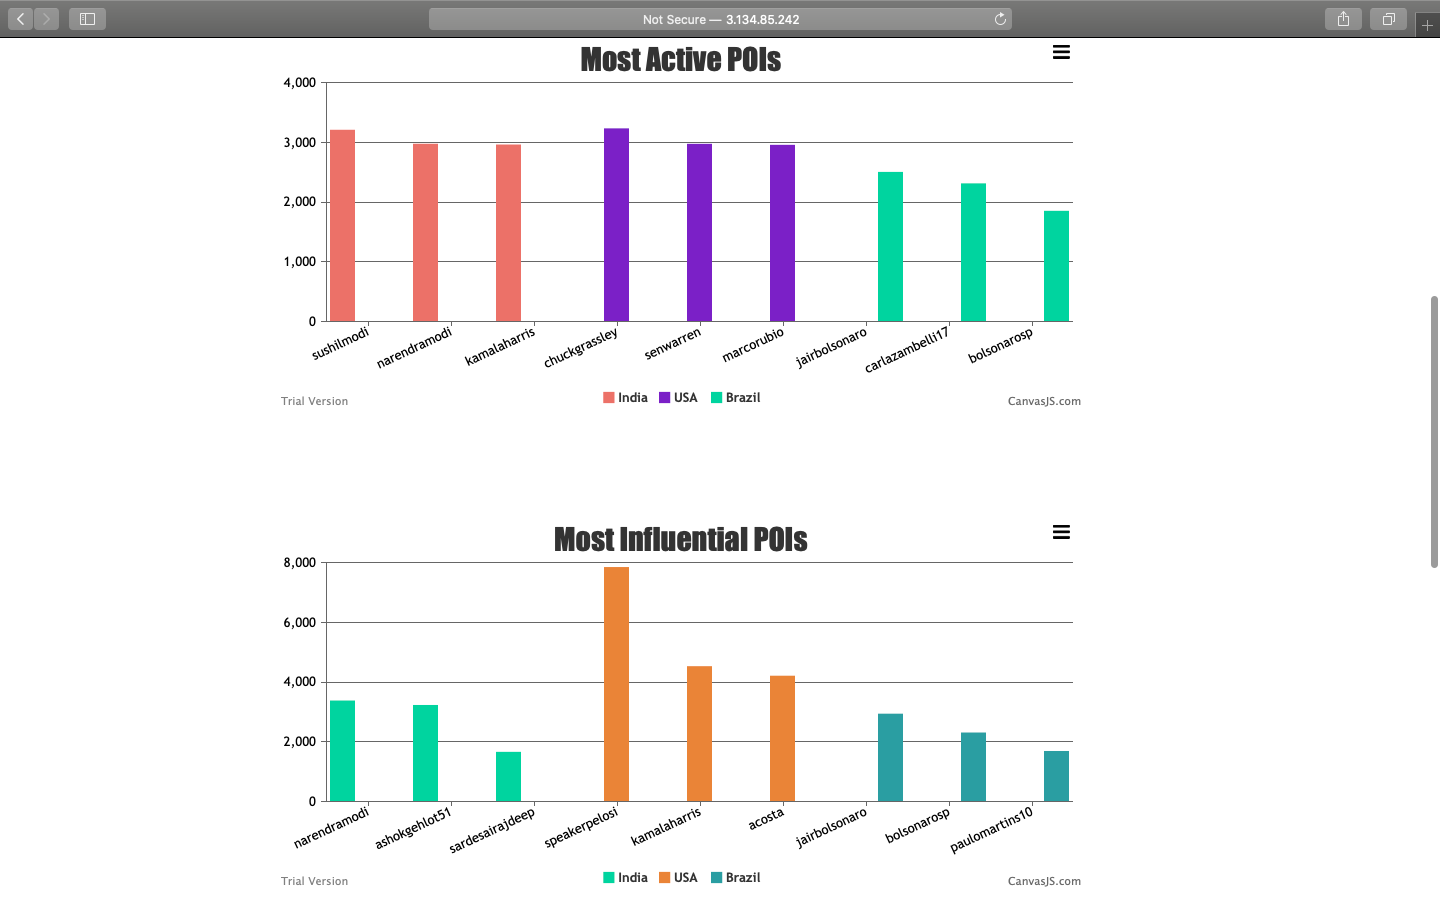 Not Secure — 3.134.85.242
Most Active POIs
4,000
3,000
2,000
1,000
0
sushilmodi
narendramodi
kamalaharris
chuckgrassley
senwarren
marcorubio
jairbolsonaro
carlazambelli17
bolsonarosp
India USA Brazil
Trial Version
CanvasJS.com
Most Influential POIs
8,000
6,000
4,000
2,000
0
narendramodi
ashokgehlot51
sardesairajdeep
speakerpelosi
kamalaharris
acosta
jairbolsonaro
bolsonarosp
paulomartins10
India USA Brazil
Trial Version
CanvasJS.com